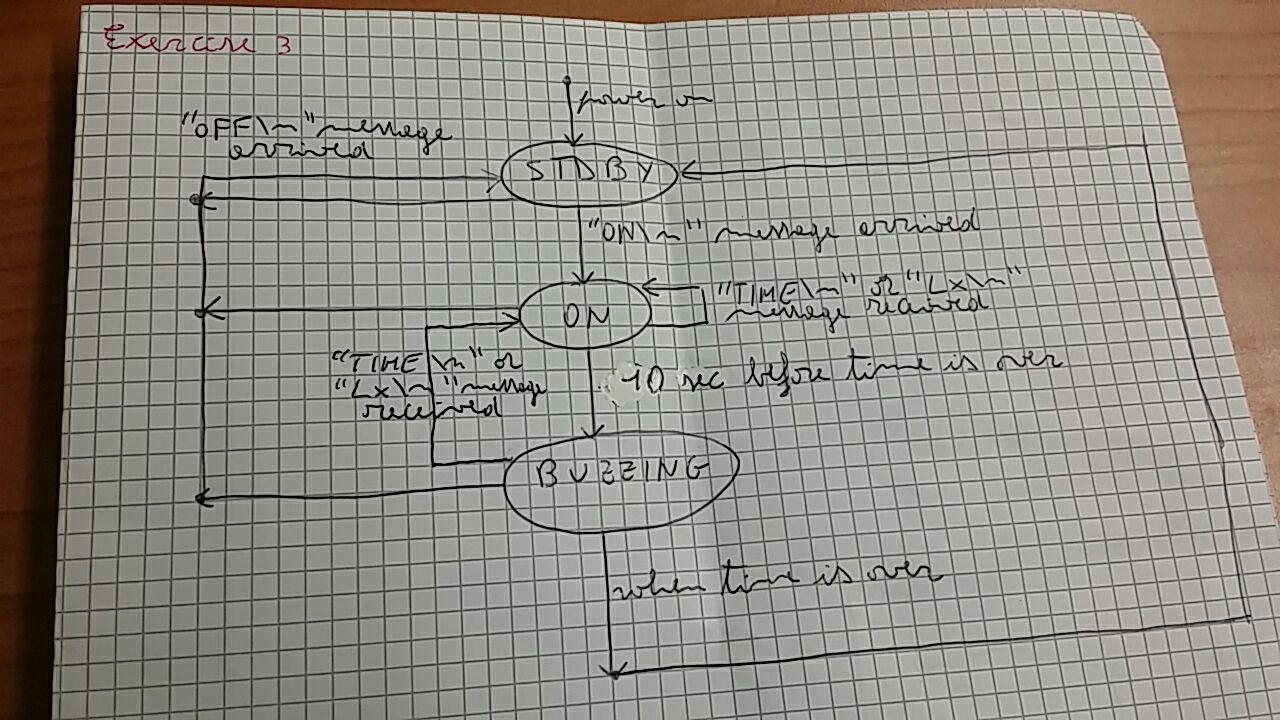 Exercise 3
power on
"OFF\n" message
arrived
STDBY
"ON\n" message arrived
"TIME\n" or "Lx\n"
message received
ON
"TIME\n" or
"Lx\n" message
received
10 sec before time is over
BUZZING
when time is over